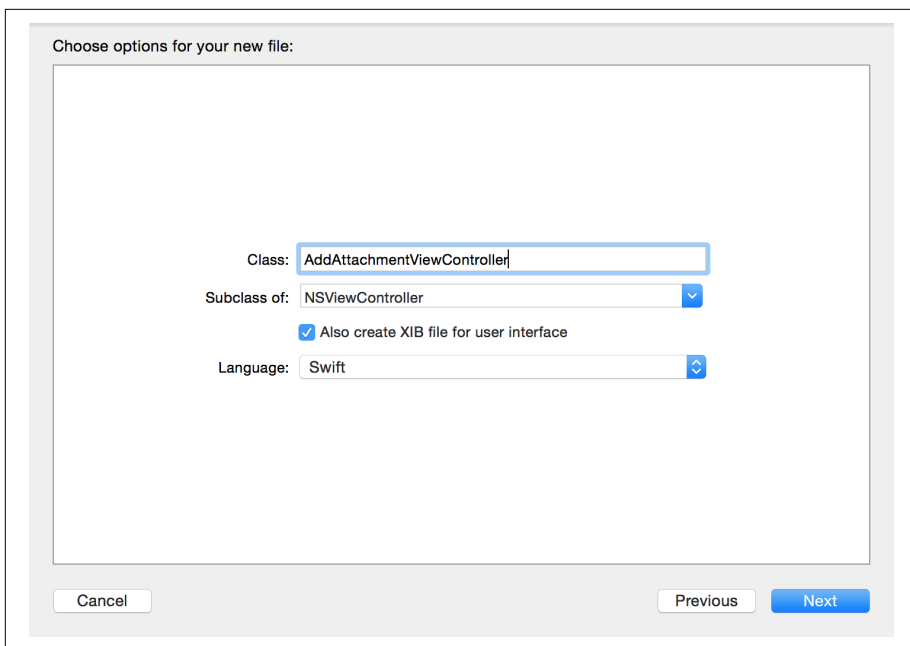 Choose options for your new file:
Class: AddAttachmentViewController
Subclass of: NSViewController
Also create XIB file for user interface
Language: Swift
Cancel Previous Next